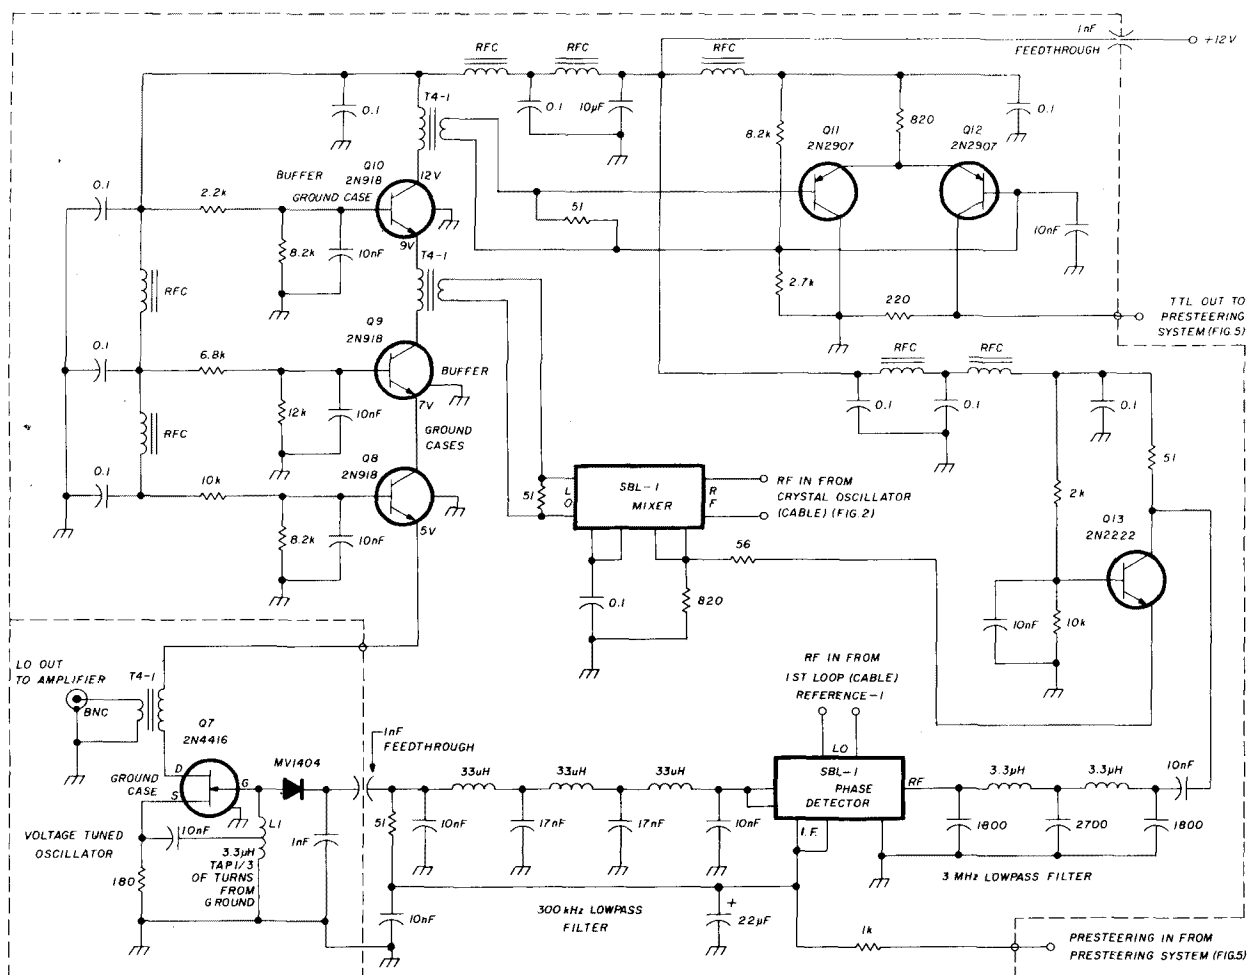 1nF
FEEDTHROUGH
+12V
RFC
RFC
RFC
T4-1
0.1
0.1
10µF
8.2k
820
0.1
Q11
2N2907
Q12
2N2907
Q10
2N918
12V
BUFFER
GROUND CASE
0.1
2.2k
9V
51
10nF
8.2k
10nF
T4-1
2.7k
RFC
220
TTL OUT TO
PRESTEERING
SYSTEM (FIG.5)
Q9
2N918
BUFFER
0.1
6.8k
7V
RFC
RFC
0.1
0.1
0.1
12k
10nF
GROUND
CASES
RFC
51
Q8
2N918
0.1
10k
5V
51
LO
SBL-1
MIXER
RF
RF IN FROM
CRYSTAL OSCILLATOR
(CABLE) (FIG.2)
2k
Q13
2N2222
8.2k
10nF
56
0.1
820
10nF
10k
LO OUT
TO AMPLIFIER
T4-1
BNC
RF IN FROM
1ST LOOP (CABLE)
REFERENCE-1
Q7
2N4416
1nF
FEEDTHROUGH
LO
D
G
S
GROUND
CASE
MV1404
33uH
33uH
33uH
SBL-1
PHASE
DETECTOR
RF
I.F.
3.3µH
3.3µH
10nF
VOLTAGE TUNED
OSCILLATOR
10nF
L1
3.3µH
TAP 1/3
OF TURNS
FROM
GROUND
1nF
51
10nF
17nF
17nF
10nF
1800
2700
1800
180
3 MHz LOWPASS FILTER
10nF
300 kHz LOWPASS
FILTER
+
22µF
1k
PRESTEERING IN FROM
PRESTEERING SYSTEM (FIG.5)